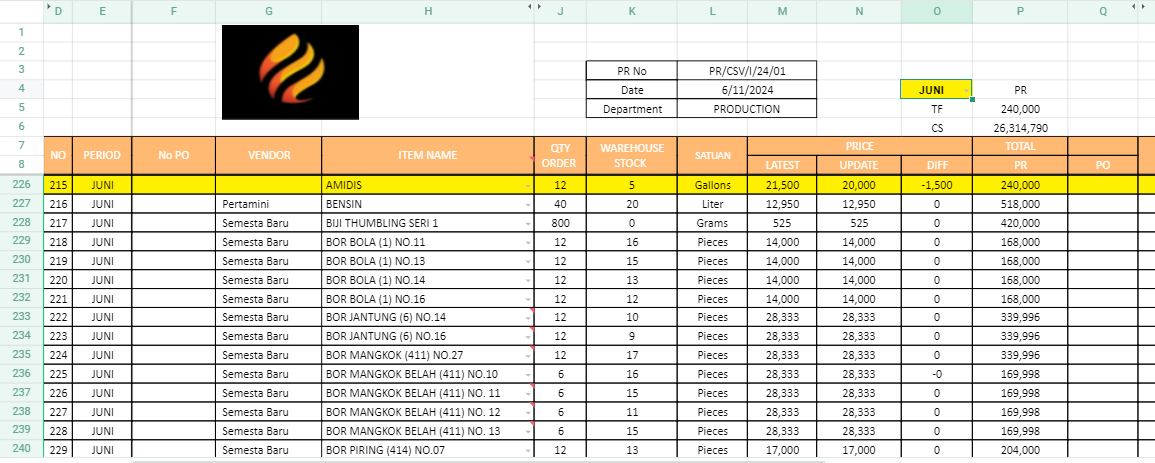 D E F G H J K L M N O P Q
1
2
3 PR No PR/CSV/I/24/01
4 Date 6/11/2024 JUNI PR
5 Department PRODUCTION TF 240,000
6 CS 26,314,790
7 NO PERIOD No PO VENDOR ITEM NAME QTY ORDER WAREHOUSE STOCK SATUAN PRICE TOTAL
8 LATEST UPDATE DIFF PR PO
226 215 JUNI AMIDIS 12 5 Gallons 21,500 20,000 -1,500 240,000
227 216 JUNI Pertamini BENSIN 40 20 Liter 12,950 12,950 0 518,000
228 217 JUNI Semesta Baru BIJI THUMBLING SERI 1 800 0 Grams 525 525 0 420,000
229 218 JUNI Semesta Baru BOR BOLA (1) NO.11 12 16 Pieces 14,000 14,000 0 168,000
230 219 JUNI Semesta Baru BOR BOLA (1) NO.13 12 15 Pieces 14,000 14,000 0 168,000
231 220 JUNI Semesta Baru BOR BOLA (1) NO.14 12 13 Pieces 14,000 14,000 0 168,000
232 221 JUNI Semesta Baru BOR BOLA (1) NO.16 12 12 Pieces 14,000 14,000 0 168,000
233 222 JUNI Semesta Baru BOR JANTUNG (6) NO.14 12 10 Pieces 28,333 28,333 0 339,996
234 223 JUNI Semesta Baru BOR JANTUNG (6) NO.16 12 9 Pieces 28,333 28,333 0 339,996
235 224 JUNI Semesta Baru BOR MANGKOK (411) NO.27 12 17 Pieces 28,333 28,333 0 339,996
236 225 JUNI Semesta Baru BOR MANGKOK BELAH (411) NO.10 6 16 Pieces 28,333 28,333 -0 169,998
237 226 JUNI Semesta Baru BOR MANGKOK BELAH (411) NO. 11 6 15 Pieces 28,333 28,333 0 169,998
238 227 JUNI Semesta Baru BOR MANGKOK BELAH (411) NO. 12 6 11 Pieces 28,333 28,333 0 169,998
239 228 JUNI Semesta Baru BOR MANGKOK BELAH (411) NO. 13 6 15 Pieces 28,333 28,333 0 169,998
240 229 JUNI Semesta Baru BOR PIRING (414) NO.07 12 13 Pieces 17,000 17,000 0 204,000